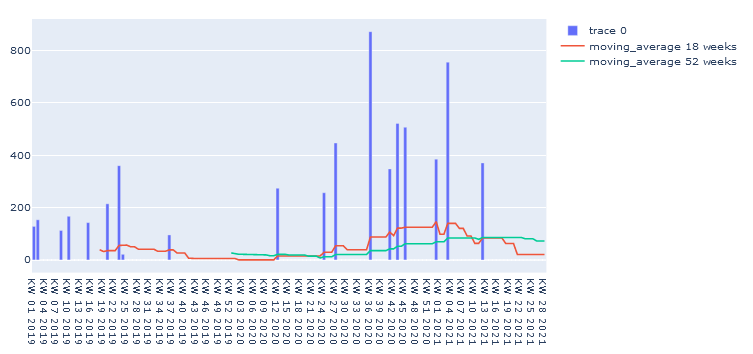 800
600
400
200
0
KW 01 2019
KW 04 2019
KW 07 2019
KW 10 2019
KW 13 2019
KW 16 2019
KW 19 2019
KW 22 2019
KW 25 2019
KW 28 2019
KW 31 2019
KW 34 2019
KW 37 2019
KW 40 2019
KW 43 2019
KW 46 2019
KW 49 2019
KW 52 2019
KW 03 2020
KW 06 2020
KW 09 2020
KW 12 2020
KW 15 2020
KW 18 2020
KW 21 2020
KW 24 2020
KW 27 2020
KW 30 2020
KW 33 2020
KW 36 2020
KW 39 2020
KW 42 2020
KW 45 2020
KW 48 2020
KW 51 2020
KW 01 2021
KW 04 2021
KW 07 2021
KW 10 2021
KW 13 2021
KW 16 2021
KW 19 2021
KW 22 2021
KW 25 2021
KW 28 2021
trace 0
moving_average 18 weeks
moving_average 52 weeks